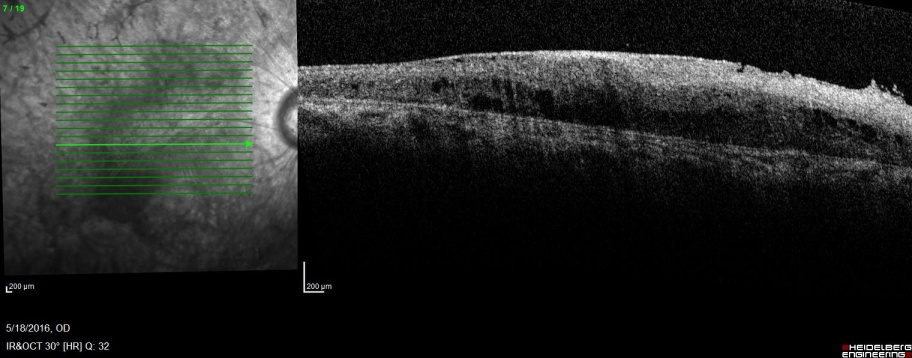 7 / 19
200 µm
200 µm
5/18/2016, OD
IR&OCT 30° [HR] Q: 32
HEIDELBERG
ENGINEERING